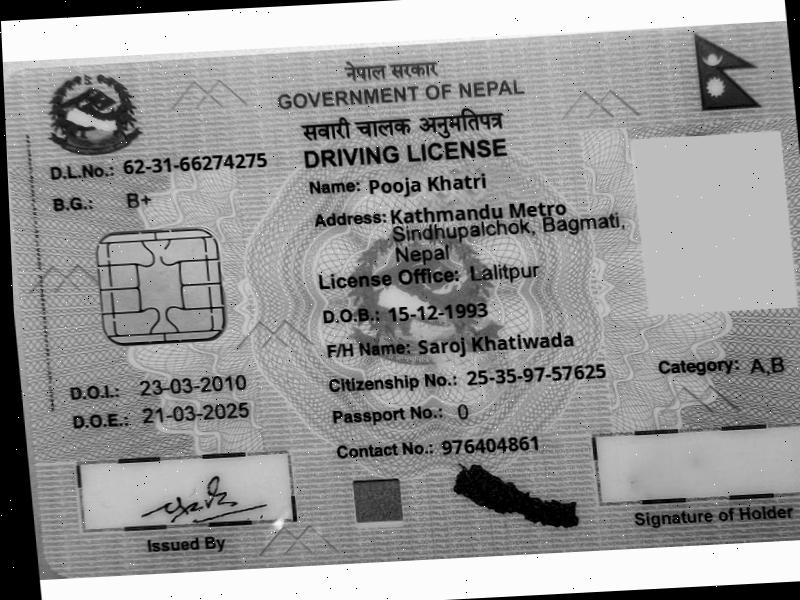 नेपाल सरकार
GOVERNMENT OF NEPAL
सवारी चालक अनुमतिपत्र
DRIVING LICENSE
D.L.No.: 62-31-66274275
B.G.: B+
Name: Pooja Khatri
Address: Kathmandu Metro
Sindhupalchok, Bagmati,
Nepal
License Office: Lalitpur
D.O.B.: 15-12-1993
F/H Name: Saroj Khatiwada
Citizenship No.: 25-35-97-57625
Category: A,B
D.O.I.: 23-03-2010
D.O.E.: 21-03-2025
Passport No.: 0
Contact No.: 976404861
Issued By
Signature of Holder